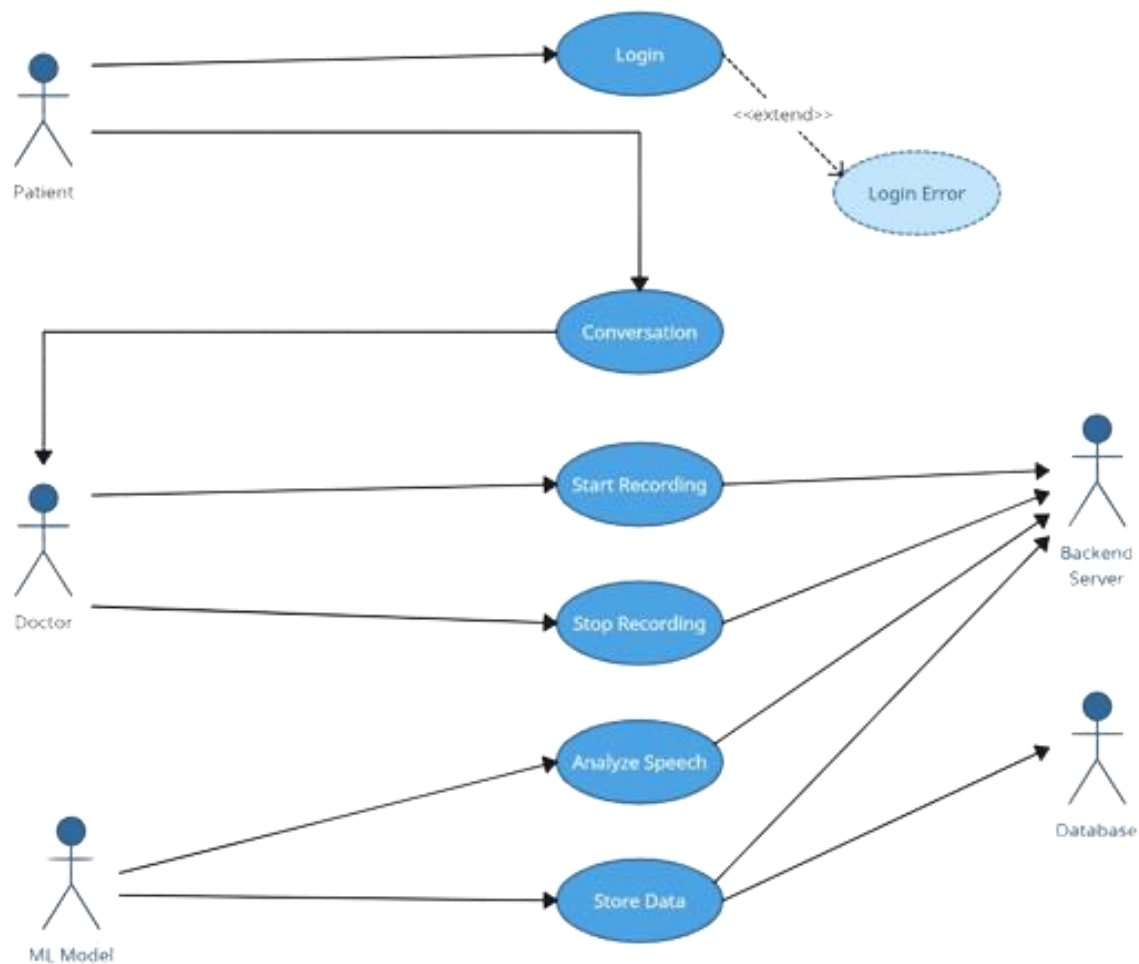 Login
<<extend>>
Patient
Login Error
Conversation
Start Recording
Backend
Server
Doctor
Stop Recording
Analyze Speech
Database
Store Data
ML Model